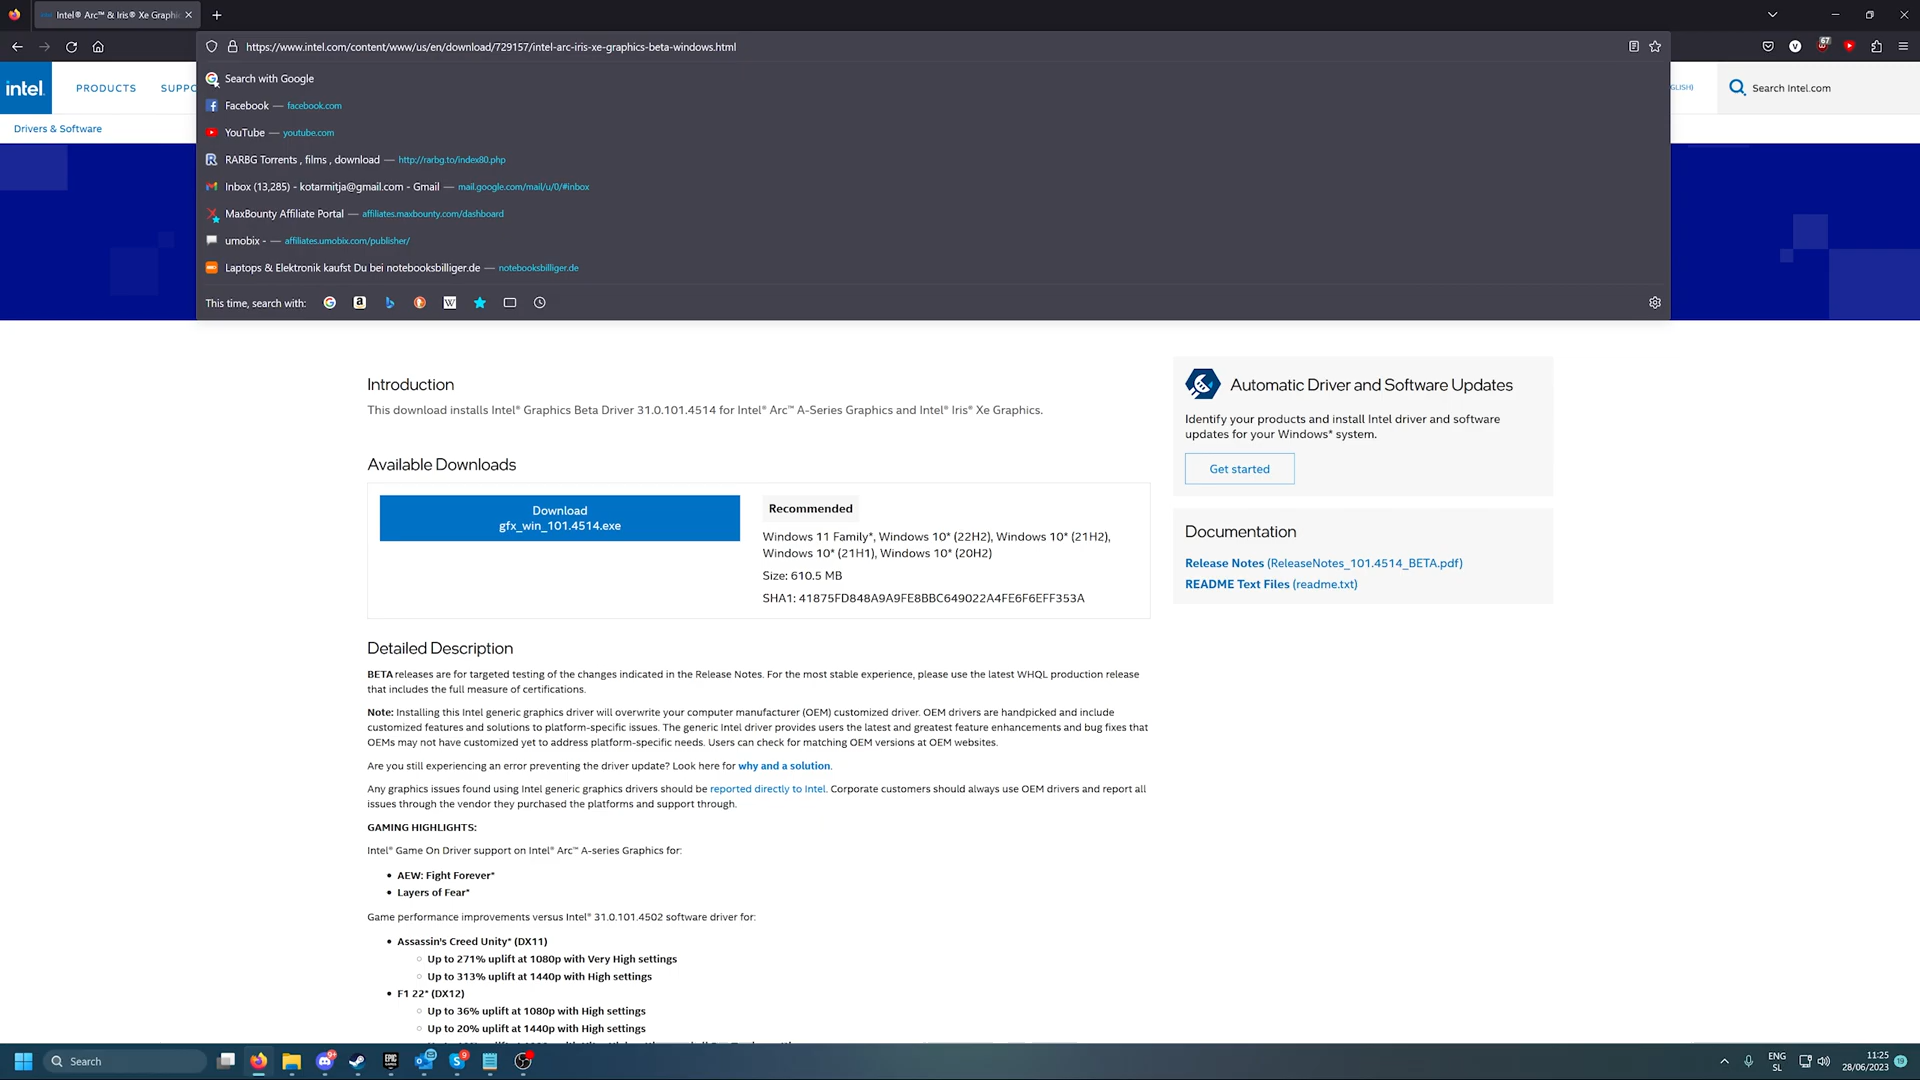 Intel® Arc™ & Iris® Xe Graphic
https://www.intel.com/content/www/us/en/download/729157/intel-arc-iris-xe-graphics-beta-windows.html
67
Search with Google
intel.
PRODUCTS
SUPPO
GLISH)
Search Intel.com
Facebook — facebook.com
Drivers & Software
YouTube — youtube.com
RARBG Torrents , films , download — http://rarbg.to/index80.php
Inbox (13,285) - kotarmitja@gmail.com - Gmail — mail.google.com/mail/u/0/#inbox
MaxBounty Affiliate Portal — affiliates.maxbounty.com/dashboard
umobix - — affiliates.umobix.com/publisher/
Laptops & Elektronik kaufst Du bei notebooksbilliger.de — notebooksbilliger.de
This time, search with:
Introduction
This download installs Intel® Graphics Beta Driver 31.0.101.4514 for Intel® Arc™ A-Series Graphics and Intel® Iris® Xe Graphics.
Available Downloads
Download
gfx_win_101.4514.exe
Recommended
Windows 11 Family*, Windows 10* (22H2), Windows 10* (21H2),
Windows 10* (21H1), Windows 10* (20H2)
Size: 610.5 MB
SHA1: 41875FD848A9A9FE8BBC649022A4FE6F6EFF353A
Automatic Driver and Software Updates
Identify your products and install Intel driver and software
updates for your Windows* system.
Get started
Documentation
Release Notes (ReleaseNotes_101.4514_BETA.pdf)
README Text Files (readme.txt)
Detailed Description
BETA releases are for targeted testing of the changes indicated in the Release Notes. For the most stable experience, please use the latest WHQL production release
that includes the full measure of certifications.
Note: Installing this Intel generic graphics driver will overwrite your computer manufacturer (OEM) customized driver. OEM drivers are handpicked and include
customized features and solutions to platform-specific issues. The generic Intel driver provides users the latest and greatest feature enhancements and bug fixes that
OEMs may not have customized yet to address platform-specific needs. Users can check for matching OEM versions at OEM websites.
Are you still experiencing an error preventing the driver update? Look here for why and a solution.
Any graphics issues found using Intel generic graphics drivers should be reported directly to Intel. Corporate customers should always use OEM drivers and report all
issues through the vendor they purchased the platforms and support through.
GAMING HIGHLIGHTS:
Intel® Game On Driver support on Intel® Arc™ A-series Graphics for:
AEW: Fight Forever*
Layers of Fear*
Game performance improvements versus Intel® 31.0.101.4502 software driver for:
Assassin's Creed Unity* (DX11)
Up to 271% uplift at 1080p with Very High settings
Up to 313% uplift at 1440p with High settings
F1 22* (DX12)
Up to 36% uplift at 1080p with High settings
Up to 20% uplift at 1440p with High settings
Search
ENG
SL
11:25
28/06/2023
19